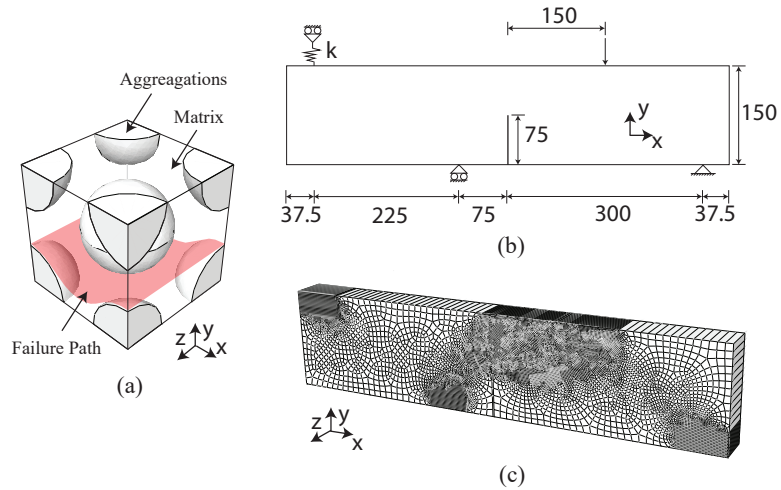 Aggreagations
Matrix
Failure Path
z y x
(a)
150
k
75
y
x
150
37.5 225 75 300 37.5
(b)
z y x
(c)